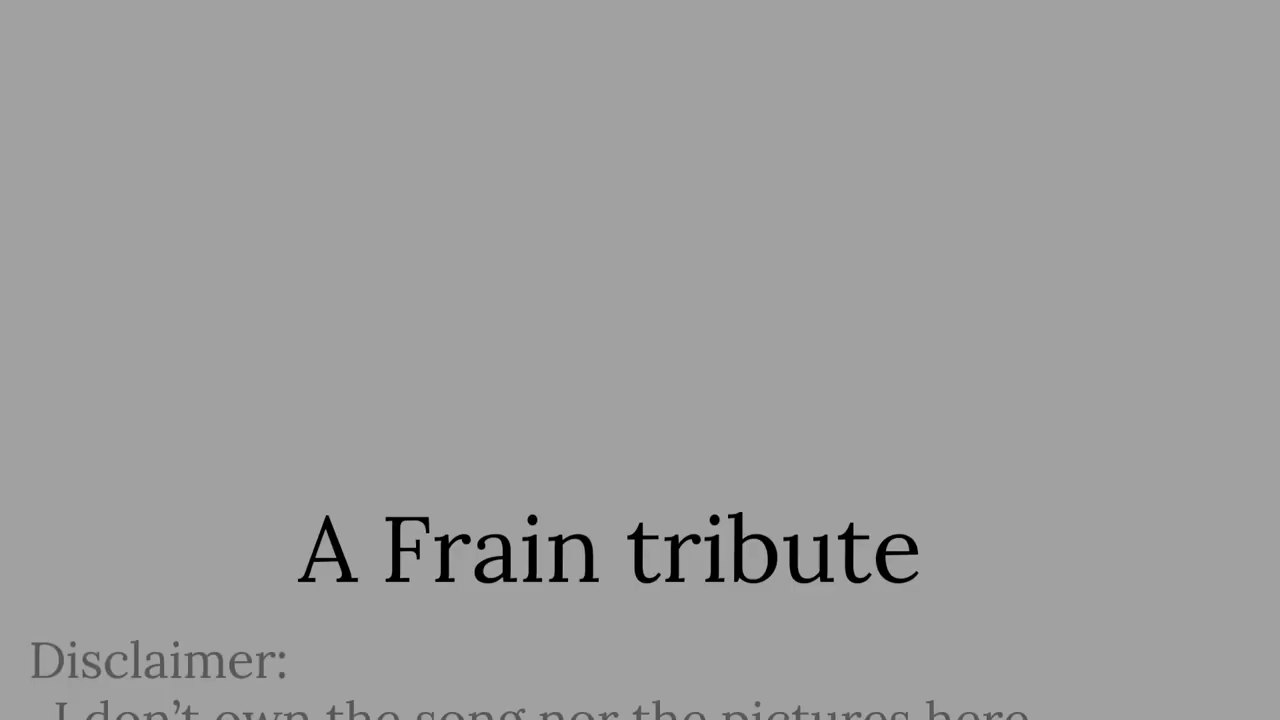 A Frain tribute
Disclaimer:
I don’t own the song nor the pictures here